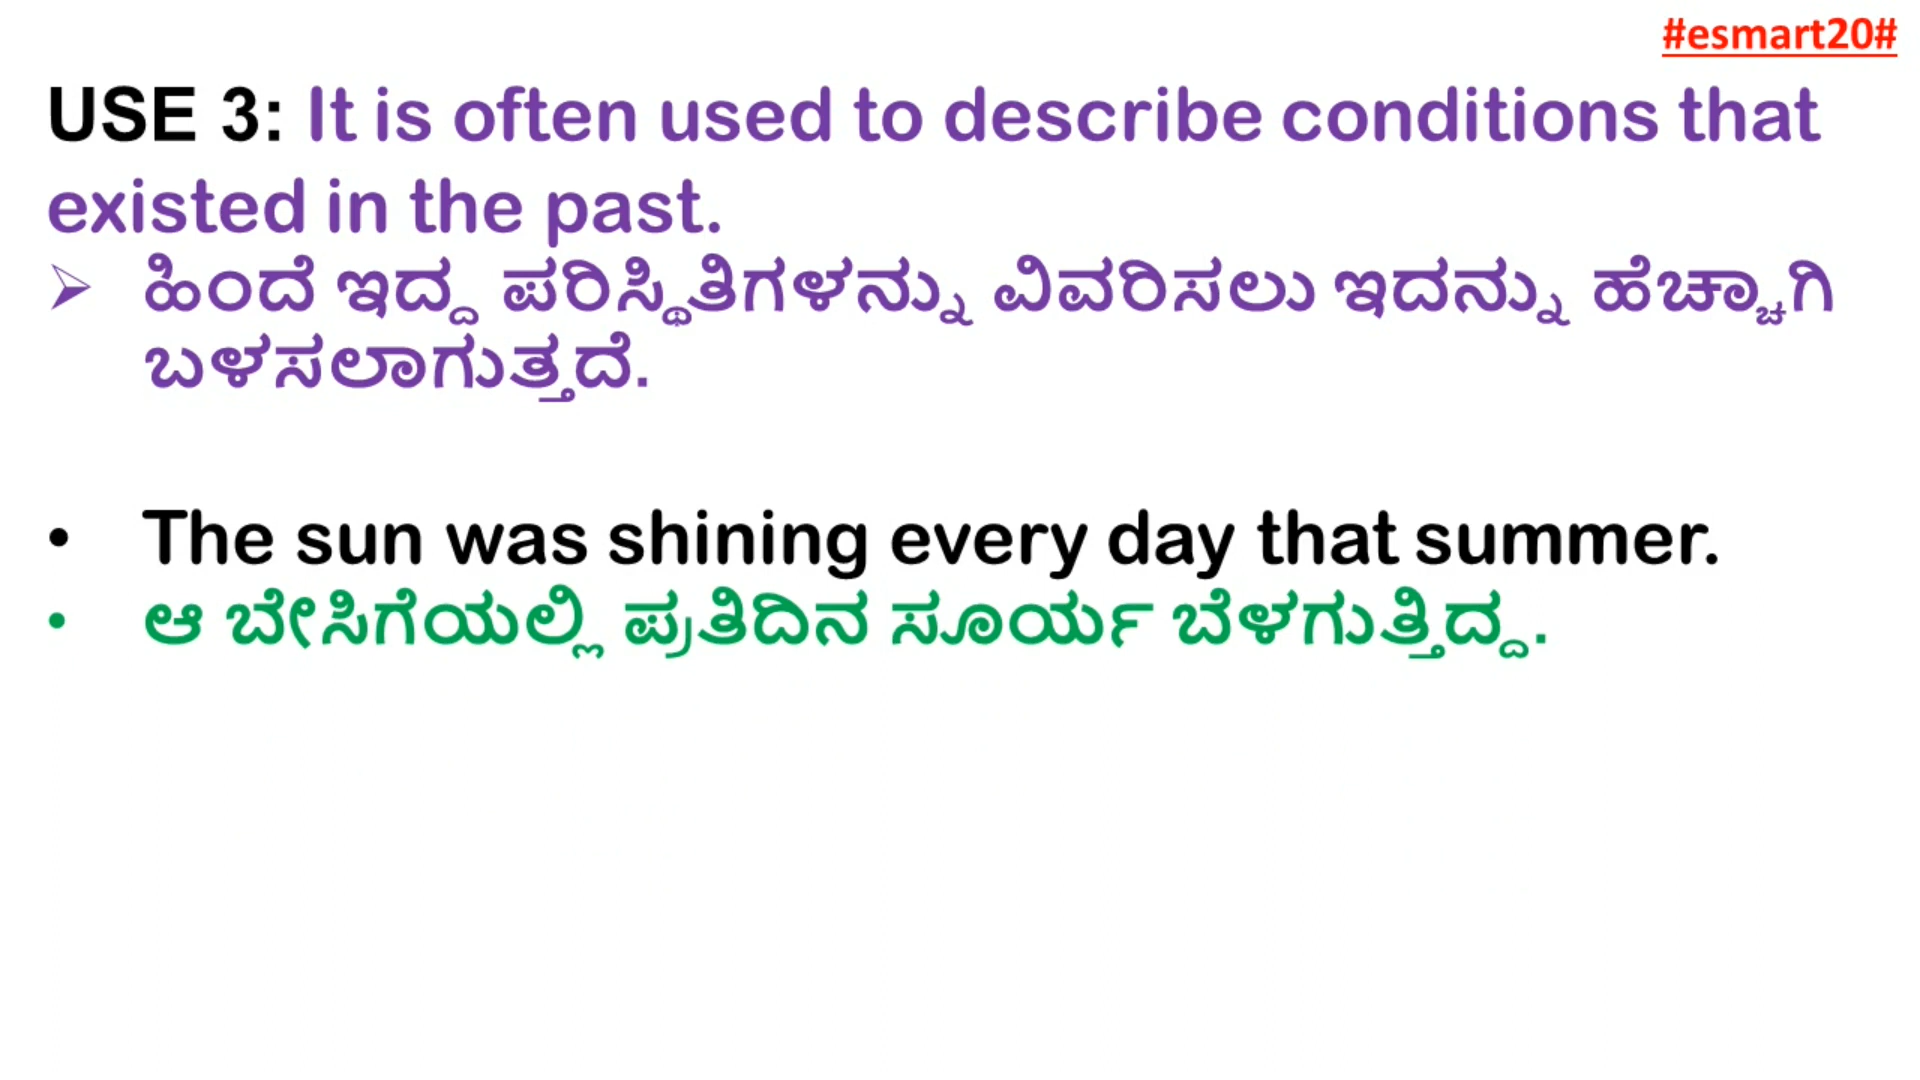 #esmart20#
USE 3: It is often used to describe conditions that
existed in the past.
➢ ಹಿಂದೆ ಇದ್ದ ಪರಿಸ್ಥಿತಿಗಳನ್ನು ವಿವರಿಸಲು ಇದನ್ನು ಹೆಚ್ಚಾಗಿ
ಬಳಸಲಾಗುತ್ತದೆ.
• The sun was shining every day that summer.
• ಆ ಬೇಸಿಗೆಯಲ್ಲಿ ಪ್ರತಿದಿನ ಸೂರ್ಯ ಬೆಳಗುತ್ತಿದ್ದ.